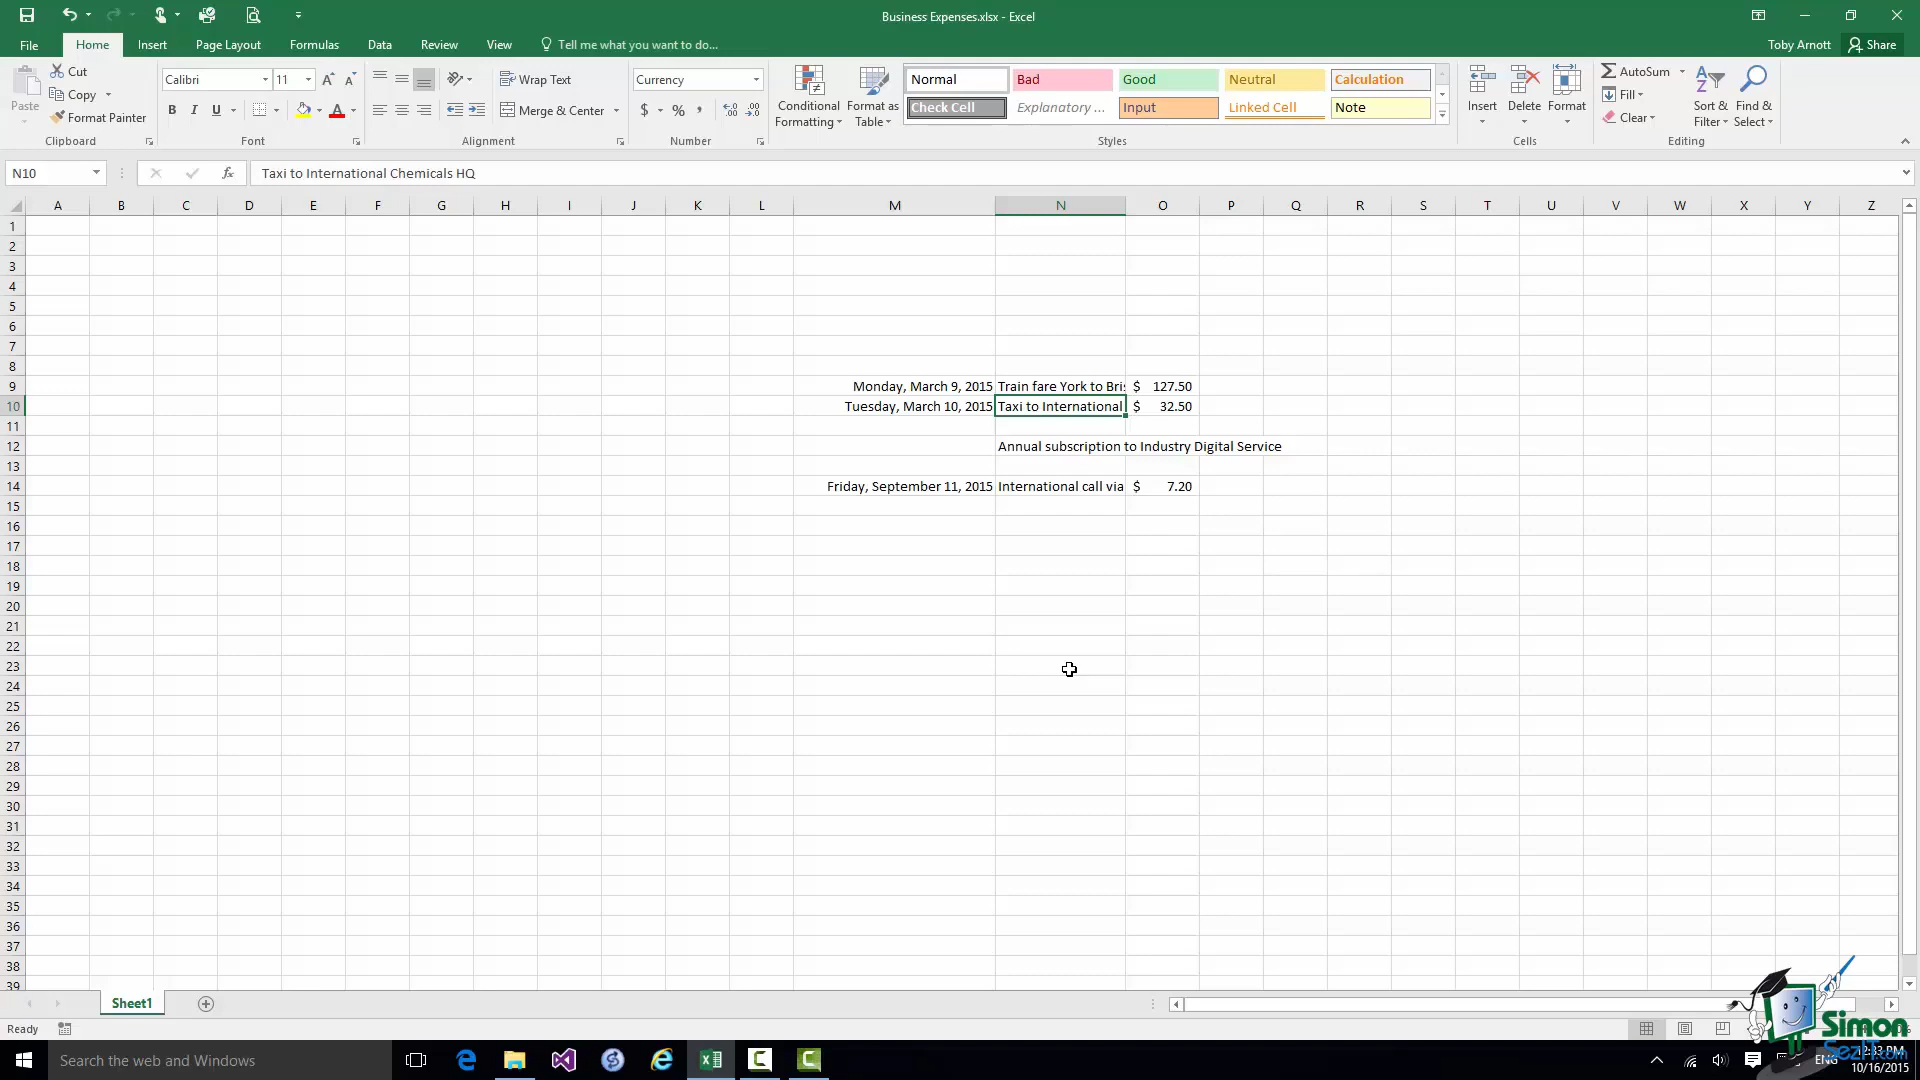 Business Expenses.xlsx - Excel
File Home Insert Page Layout Formulas Data Review View Tell me what you want to do... Toby Arnott Share
Paste Cut Copy Format Painter
Calibri 11
B I U A
Wrap Text
Merge & Center
Currency
$ %
Conditional Formatting
Format as Table
Normal Bad Good Neutral Calculation
Check Cell Explanatory ... Input Linked Cell Note
Insert Delete Format
AutoSum
Fill
Clear
Sort & Filter
Find & Select
Clipboard Font Alignment Number Styles Cells Editing
N10 fx Taxi to International Chemicals HQ
A B C D E F G H I J K L M N O P Q R S T U V W X Y Z
1
2
3
4
5
6
7
8
9 Monday, March 9, 2015 Train fare York to Bris $ 127.50
10 Tuesday, March 10, 2015 Taxi to International $ 32.50
11
12 Annual subscription to Industry Digital Service
13
14 Friday, September 11, 2015 International call via $ 7.20
15
16
17
18
19
20
21
22
23
24
25
26
27
28
29
30
31
32
33
34
35
36
37
38
39
Sheet1
Ready
Simon
SezIT.com
Search the web and Windows
ENG
10/16/2015